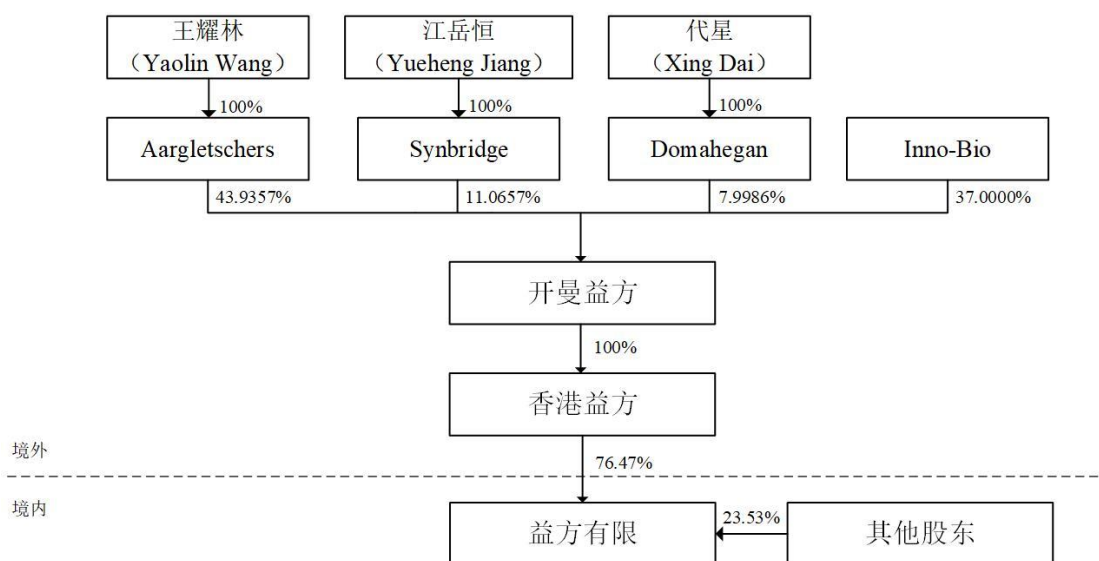 王耀林
（Yaolin Wang）
江岳恒
（Yueheng Jiang）
代星
（Xing Dai）
100%
100%
100%
Aargletschers
Synbridge
Domahegan
Inno-Bio
43.9357%
11.0657%
7.9986%
37.0000%
开曼益方
100%
香港益方
境外
76.47%
境内
益方有限
23.53%
其他股东